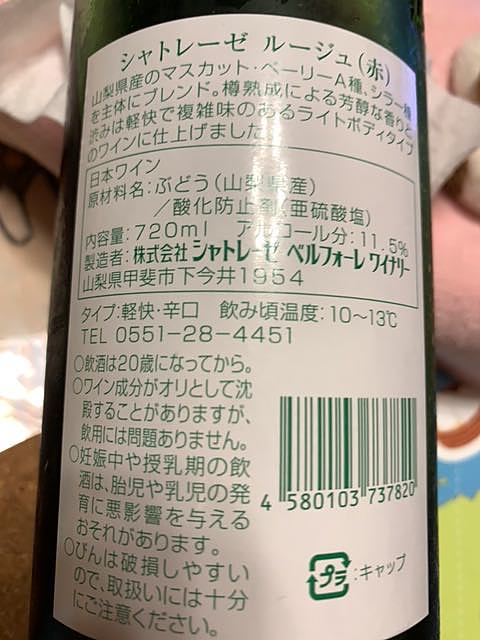 シャトレーゼ ルージュ(赤)
山梨県産のマスカット・ベーリーA種、シラー種
を主体にブレンド。樽熟成による芳醇な香りと
渋みは軽快で複雑味のあるライトボディタイプ
のワインに仕上げました。
日本ワイン
原材料名:ぶどう(山梨県産)
/酸化防止剤(亜硫酸塩)
内容量:720ml アルコール分:11.5%
製造者:株式会社 シャトレーゼ ベルフォーレ ワイナリー
山梨県甲斐市下今井1954
タイプ:軽快・辛口 飲み頃温度:10~13℃
TEL 0551-28-4451
○飲酒は20歳になってから。
○ワイン成分がオリとして沈
殿することがありますが、
飲用には問題ありません。
○妊娠中や授乳期の飲
酒は、胎児や乳児の発
育に悪影響を与える
おそれがあります。
○びんは破損しやすい
ので、取扱いには十分
にご注意ください。
4 580103 737820
プラ :キャップ